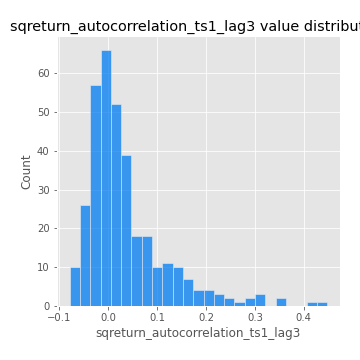 sqreturn_autocorrelation_ts1_lag3 value distribut
60
50
40
30
20
10
0
Count
−0.1 0.0 0.1 0.2 0.3 0.4
sqreturn_autocorrelation_ts1_lag3